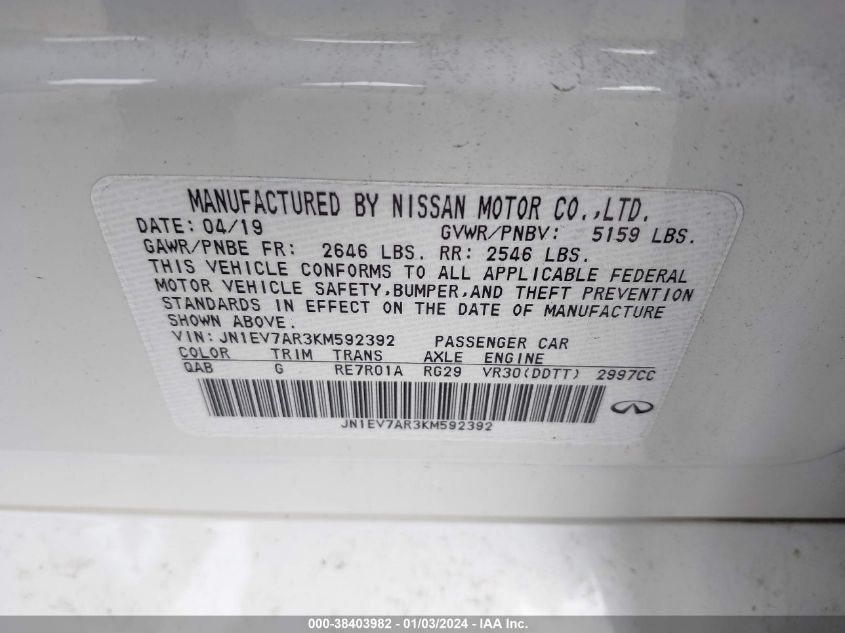 MANUFACTURED BY NISSAN MOTOR CO.,LTD.
DATE: 04/19 GVWR/PNBV: 5159 LBS.
GAWR/PNBE FR: 2646 LBS. RR: 2546 LBS.
THIS VEHICLE CONFORMS TO ALL APPLICABLE FEDERAL
MOTOR VEHICLE SAFETY,BUMPER,AND THEFT PREVENTION
STANDARDS IN EFFECT ON THE DATE OF MANUFACTURE
SHOWN ABOVE.
VIN: JN1EV7AR3KM592392 PASSENGER CAR
COLOR TRIM TRANS AXLE ENGINE
QAB G RE7R01A RG29 VR30(DDTT) 2997CC
JN1EV7AR3KM592392
000-38403982 - 01/03/2024 - IAA Inc.